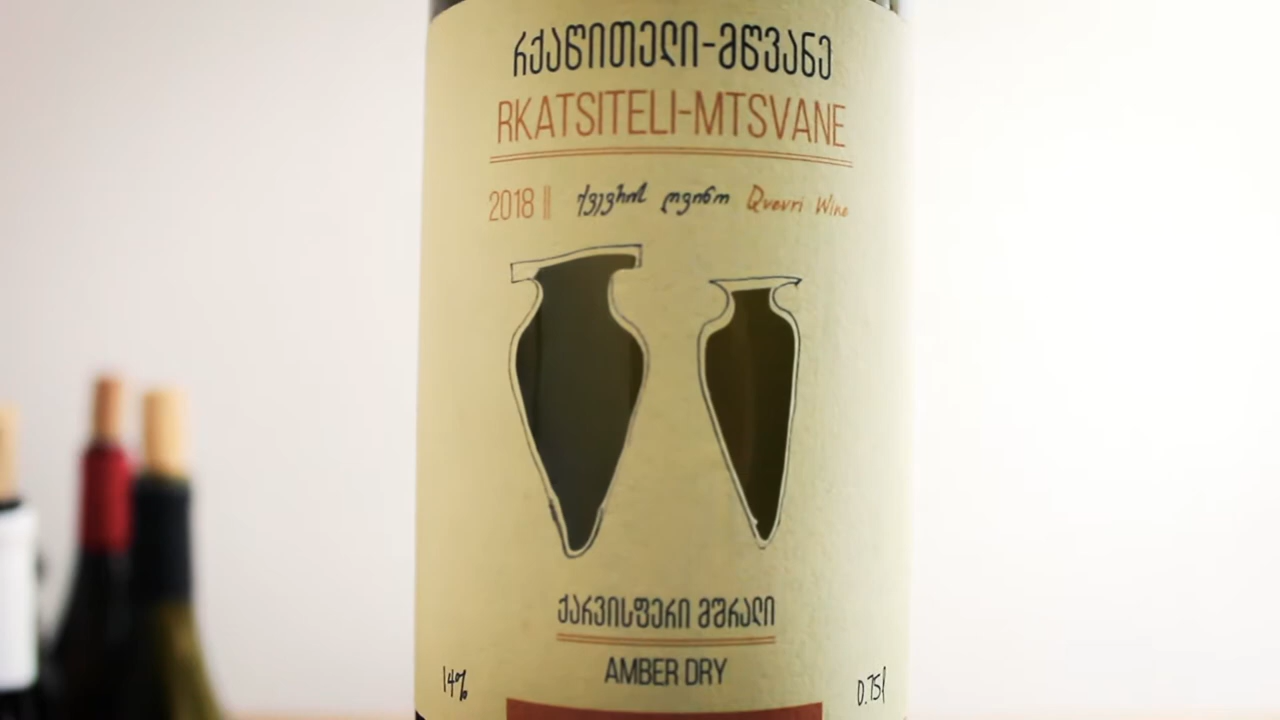 რქაწითელი-მწვანე
RKATSITELI-MTSVANE
2018 || ქვევრის ღვინო Qvevri Wine
ქარვისფერი მშრალი
AMBER DRY
14% 0.75l